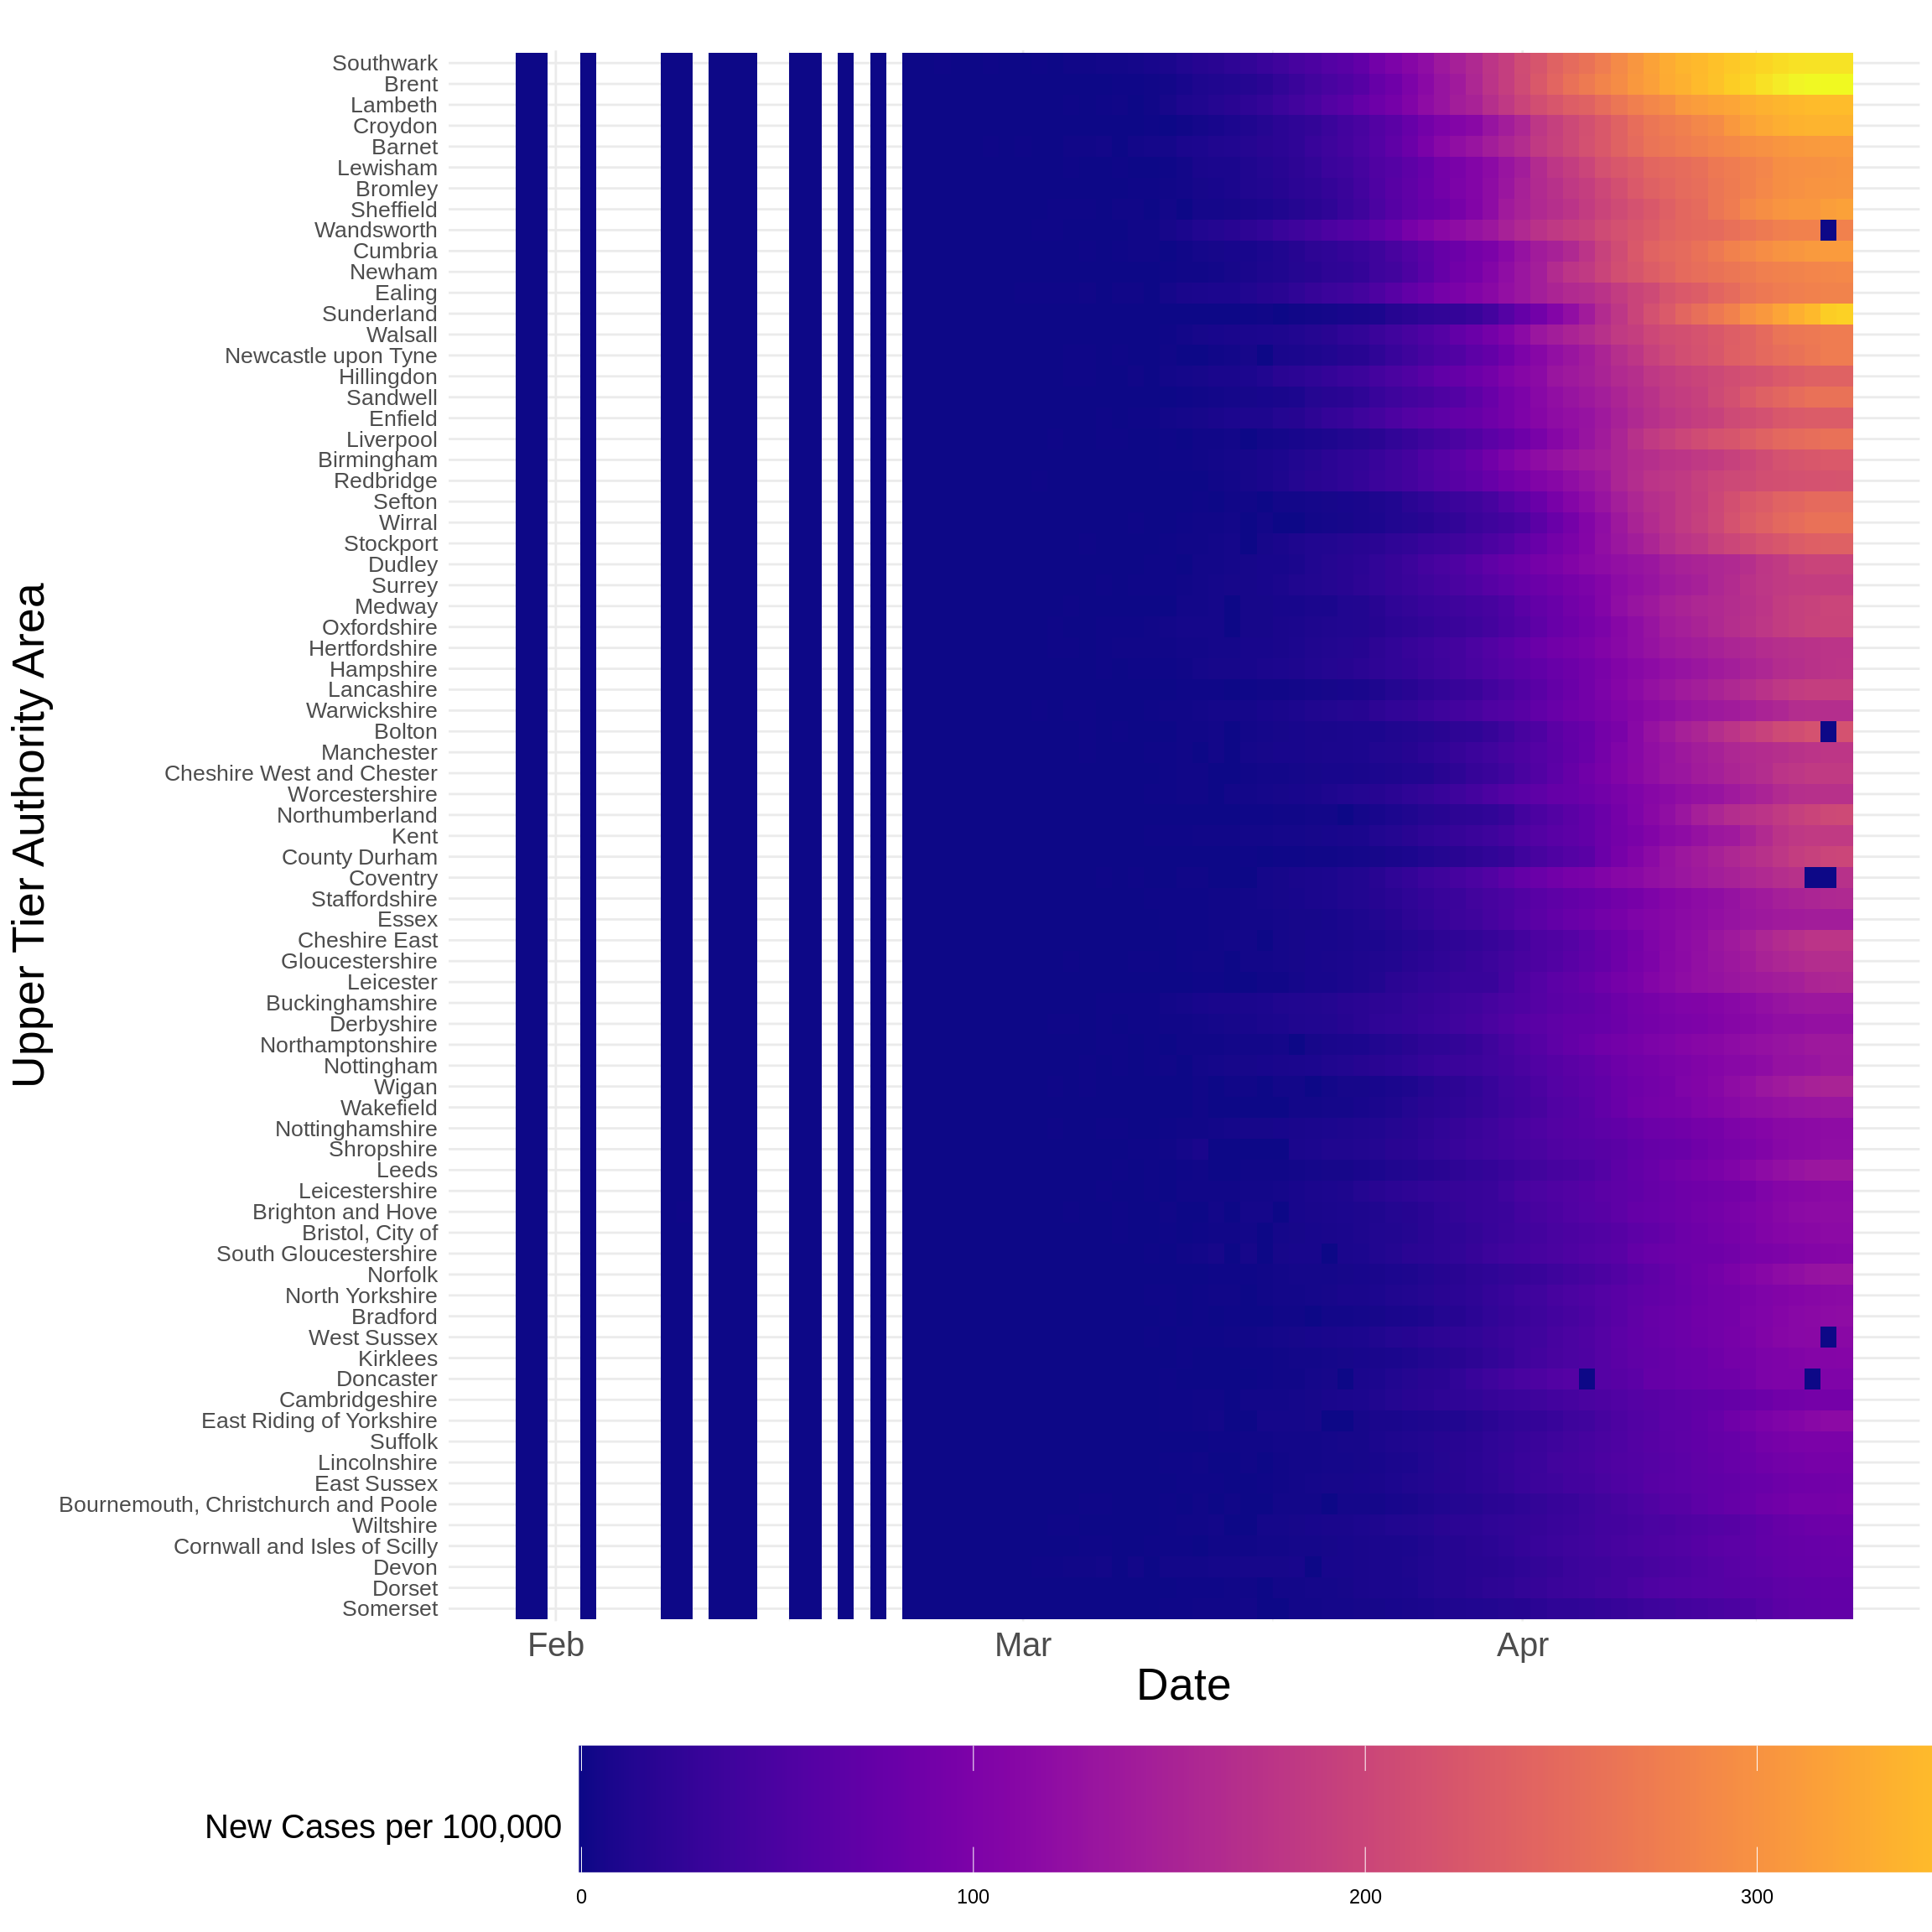 Southwark
Brent
Lambeth
Croydon
Barnet
Lewisham
Bromley
Sheffield
Wandsworth
Cumbria
Newham
Ealing
Sunderland
Walsall
Newcastle upon Tyne
Hillingdon
Sandwell
Enfield
Liverpool
Birmingham
Redbridge
Sefton
Wirral
Stockport
Dudley
Surrey
Medway
Oxfordshire
Hertfordshire
Hampshire
Lancashire
Warwickshire
Bolton
Manchester
Cheshire West and Chester
Worcestershire
Northumberland
Kent
County Durham
Coventry
Staffordshire
Essex
Cheshire East
Gloucestershire
Leicester
Buckinghamshire
Derbyshire
Northamptonshire
Nottingham
Wigan
Wakefield
Nottinghamshire
Shropshire
Leeds
Leicestershire
Brighton and Hove
Bristol, City of
South Gloucestershire
Norfolk
North Yorkshire
Bradford
West Sussex
Kirklees
Doncaster
Cambridgeshire
East Riding of Yorkshire
Suffolk
Lincolnshire
East Sussex
Bournemouth, Christchurch and Poole
Wiltshire
Cornwall and Isles of Scilly
Devon
Dorset
Somerset
Upper Tier Authority Area
Feb Mar Apr
Date
New Cases per 100,000
0 100 200 300